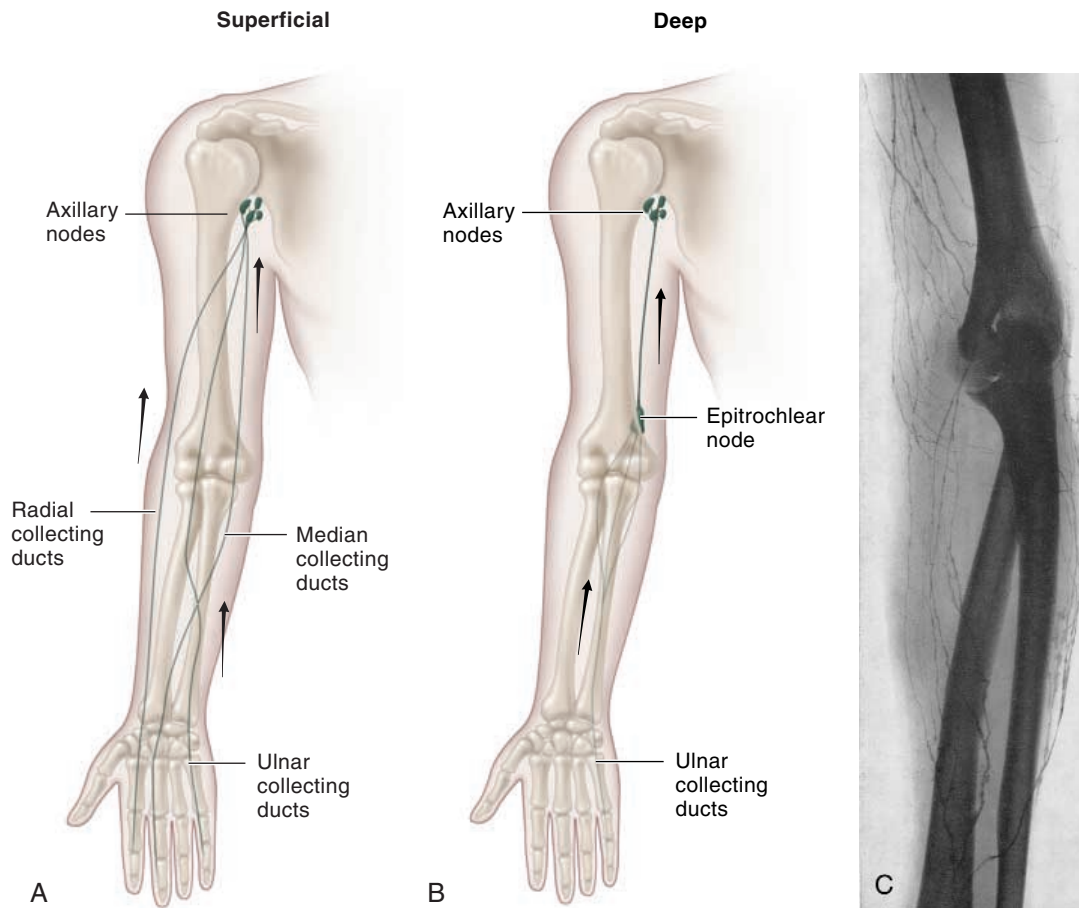 Superficial
Deep
Axillary
nodes
Radial
collecting
ducts
Median
collecting
ducts
Ulnar
collecting
ducts
A
Axillary
nodes
Epitrochlear
node
Ulnar
collecting
ducts
B
C